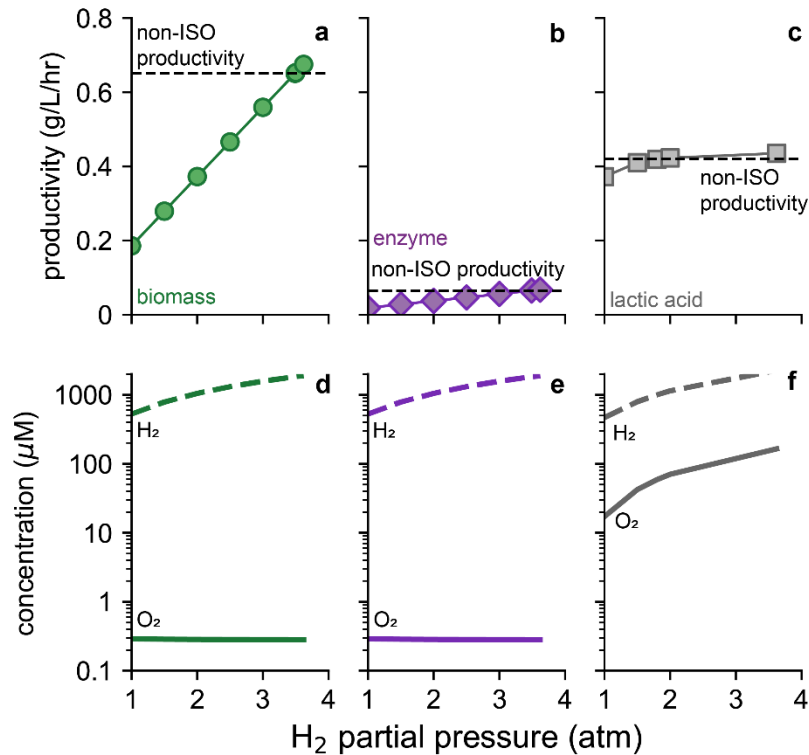 productivity (g/L/hr)
0.8
0.6
0.4
0.2
0
non-ISO
productivity
a
biomass
b
enzyme
non-ISO productivity
c
non-ISO
productivity
lactic acid
concentration (μM)
1000
100
10
1
0.1
d
H₂
O₂
1 2 3 4
e
H₂
O₂
1 2 3 4
f
H₂
O₂
1 2 3 4
H₂ partial pressure (atm)